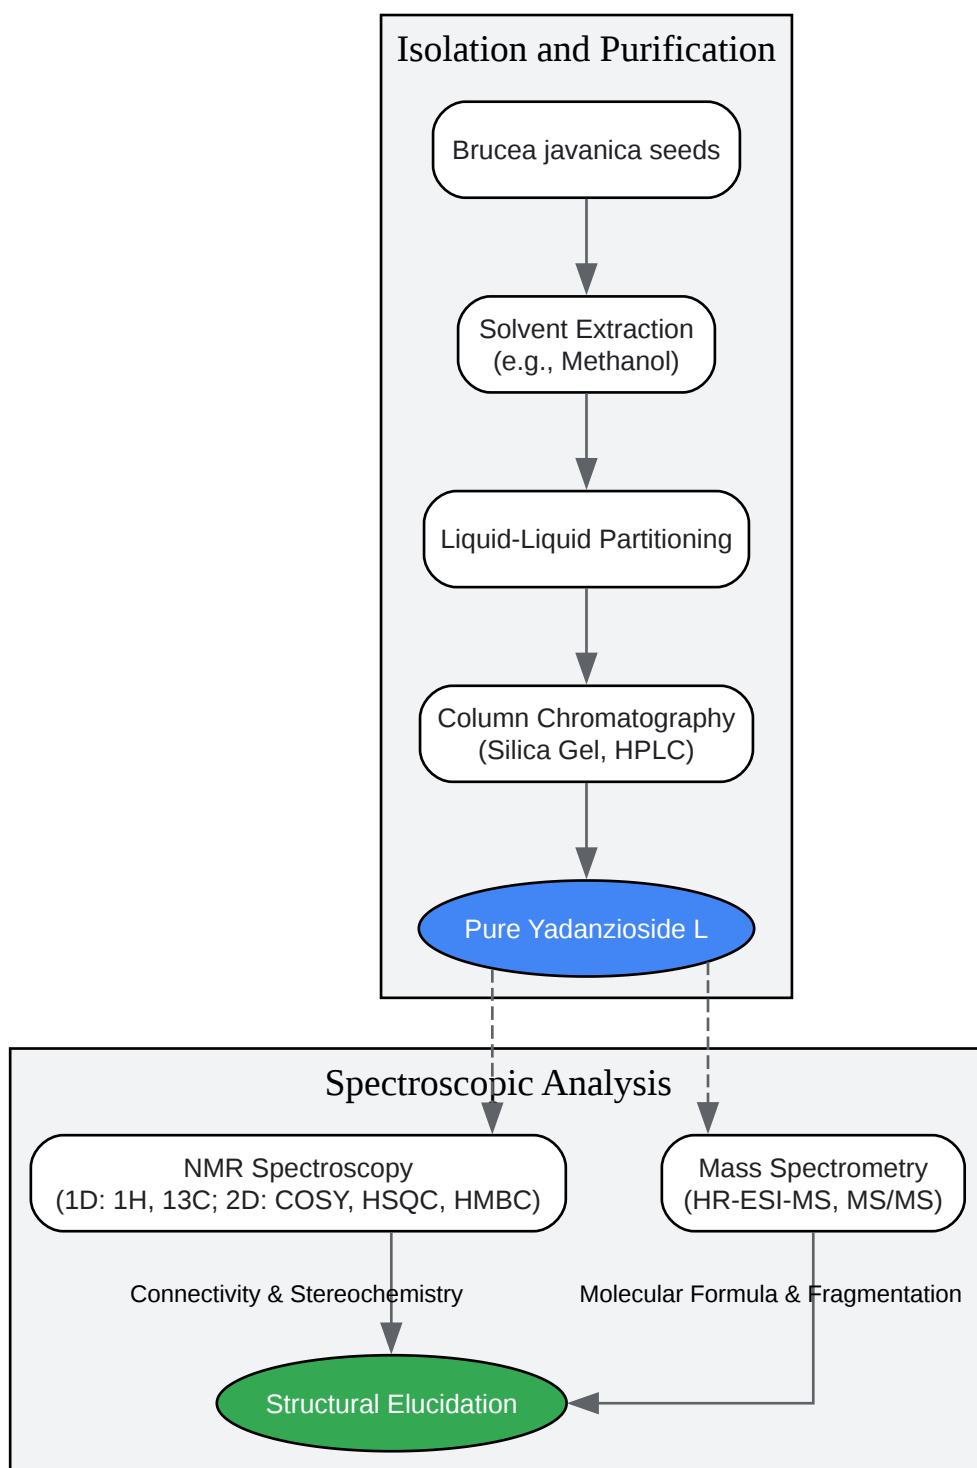 Isolation and Purification
Brucea javanica seeds
Solvent Extraction
(e.g., Methanol)
Liquid-Liquid Partitioning
Column Chromatography
(Silica Gel, HPLC)
Pure Yadanzioside L
Spectroscopic Analysis
NMR Spectroscopy
(1D: 1H, 13C; 2D: COSY, HSQC, HMBC)
Mass Spectrometry
(HR-ESI-MS, MS/MS)
Connectivity & Stereochemistry
Molecular Formula & Fragmentation
Structural Elucidation